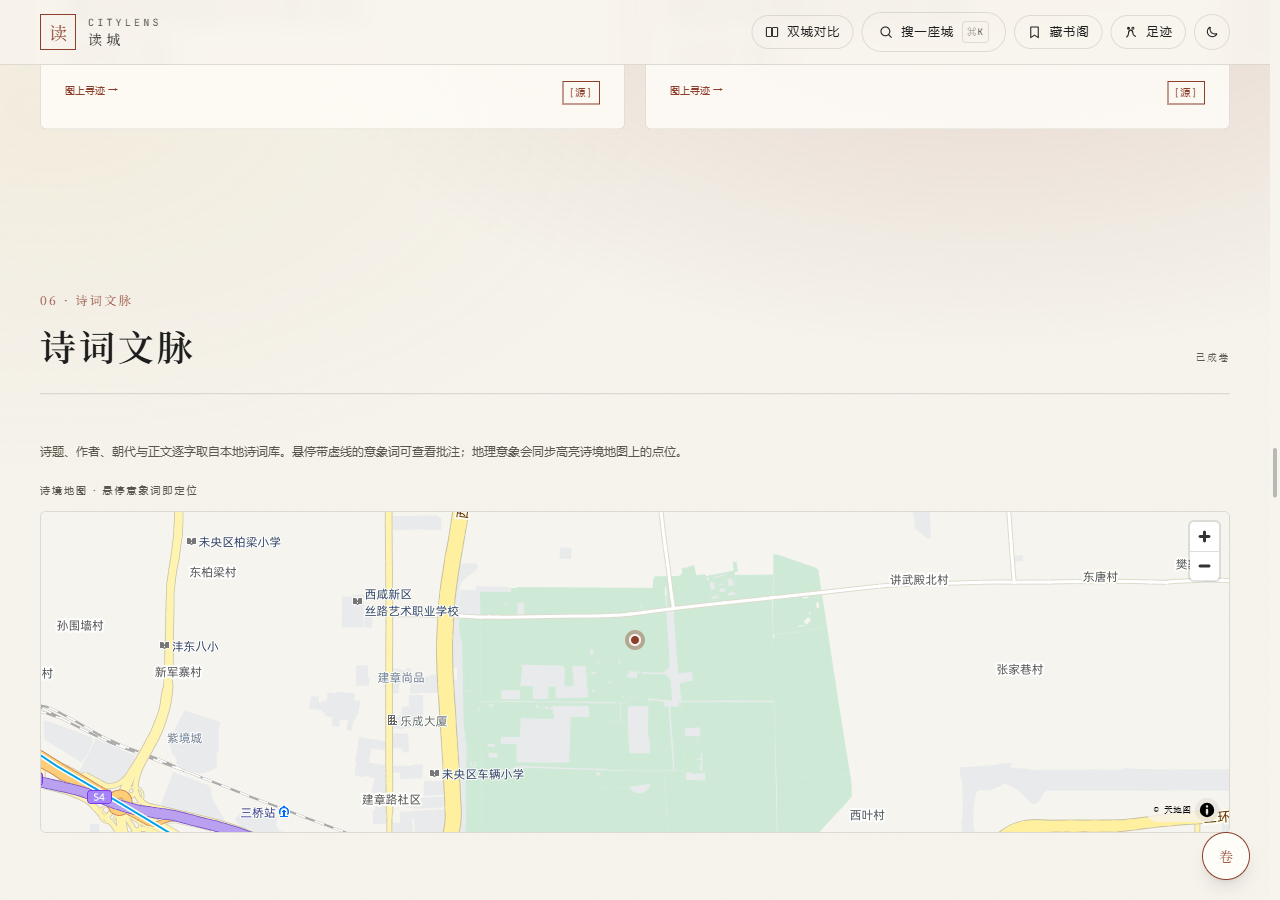 读
CITYLENS
读城
双城对比
搜一座城 ⌘K
藏书阁
足迹
图上寻迹 →
[源]
图上寻迹 →
[源]
06 · 诗词文脉
诗词文脉
已成卷
诗题、作者、朝代与正文逐字取自本地诗词库。悬停带虚线的意象词可查看批注；地理意象会同步高亮诗境地图上的点位。
诗境地图 · 悬停意象词即定位
未央区柏梁小学
东柏梁村
西咸新区
丝路艺术职业学校
讲武殿北村
东唐村
樊
孙围墙村
沣东八小
新军寨村
村
建章尚品
张家巷村
乐成大厦
紫境城
未央区车辆小学
S4
建章路社区
三桥站
西叶村
© 天地图
环
卷